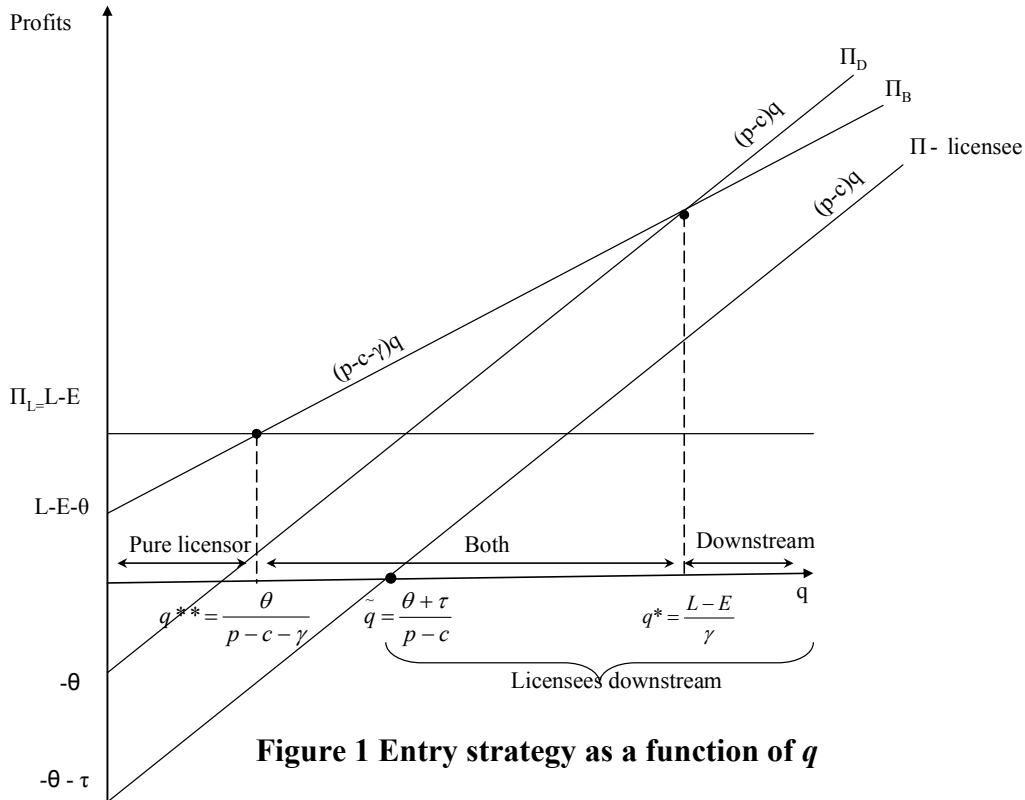 Profits
Π_D
Π_B
Π - licensee
(p-c)q
(p-c)q
(p-c-γ)q
Π_L=L-E
L-E-θ
Pure licensor
Both
Downstream
q
q** = θ / (p - c - γ)
q̃ = (θ + τ) / (p - c)
q* = (L - E) / γ
Licensees downstream
-θ
-θ - τ
Figure 1 Entry strategy as a function of q